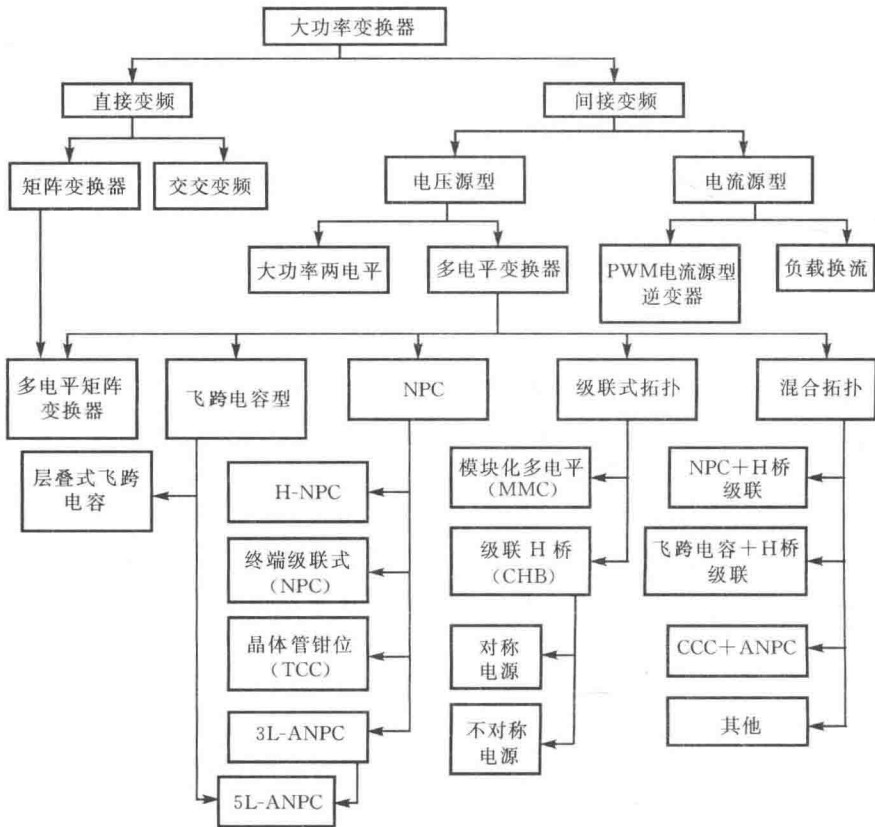 大功率变换器
直接变频
间接变频
矩阵变换器
交交变频
电压源型
电流源型
大功率两电平
多电平变换器
PWM电流源型
逆变器
负载换流
多电平矩阵
变换器
飞跨电容型
NPC
级联式拓扑
混合拓扑
层叠式飞跨
电容
H-NPC
模块化多电平
(MMC)
NPC+H桥
级联
终端级联式
(NPC)
级联 H 桥
(CHB)
飞跨电容+H桥
级联
晶体管钳位
(TCC)
对称
电源
CCC+ANPC
3L-ANPC
不对称
电源
其他
5L-ANPC